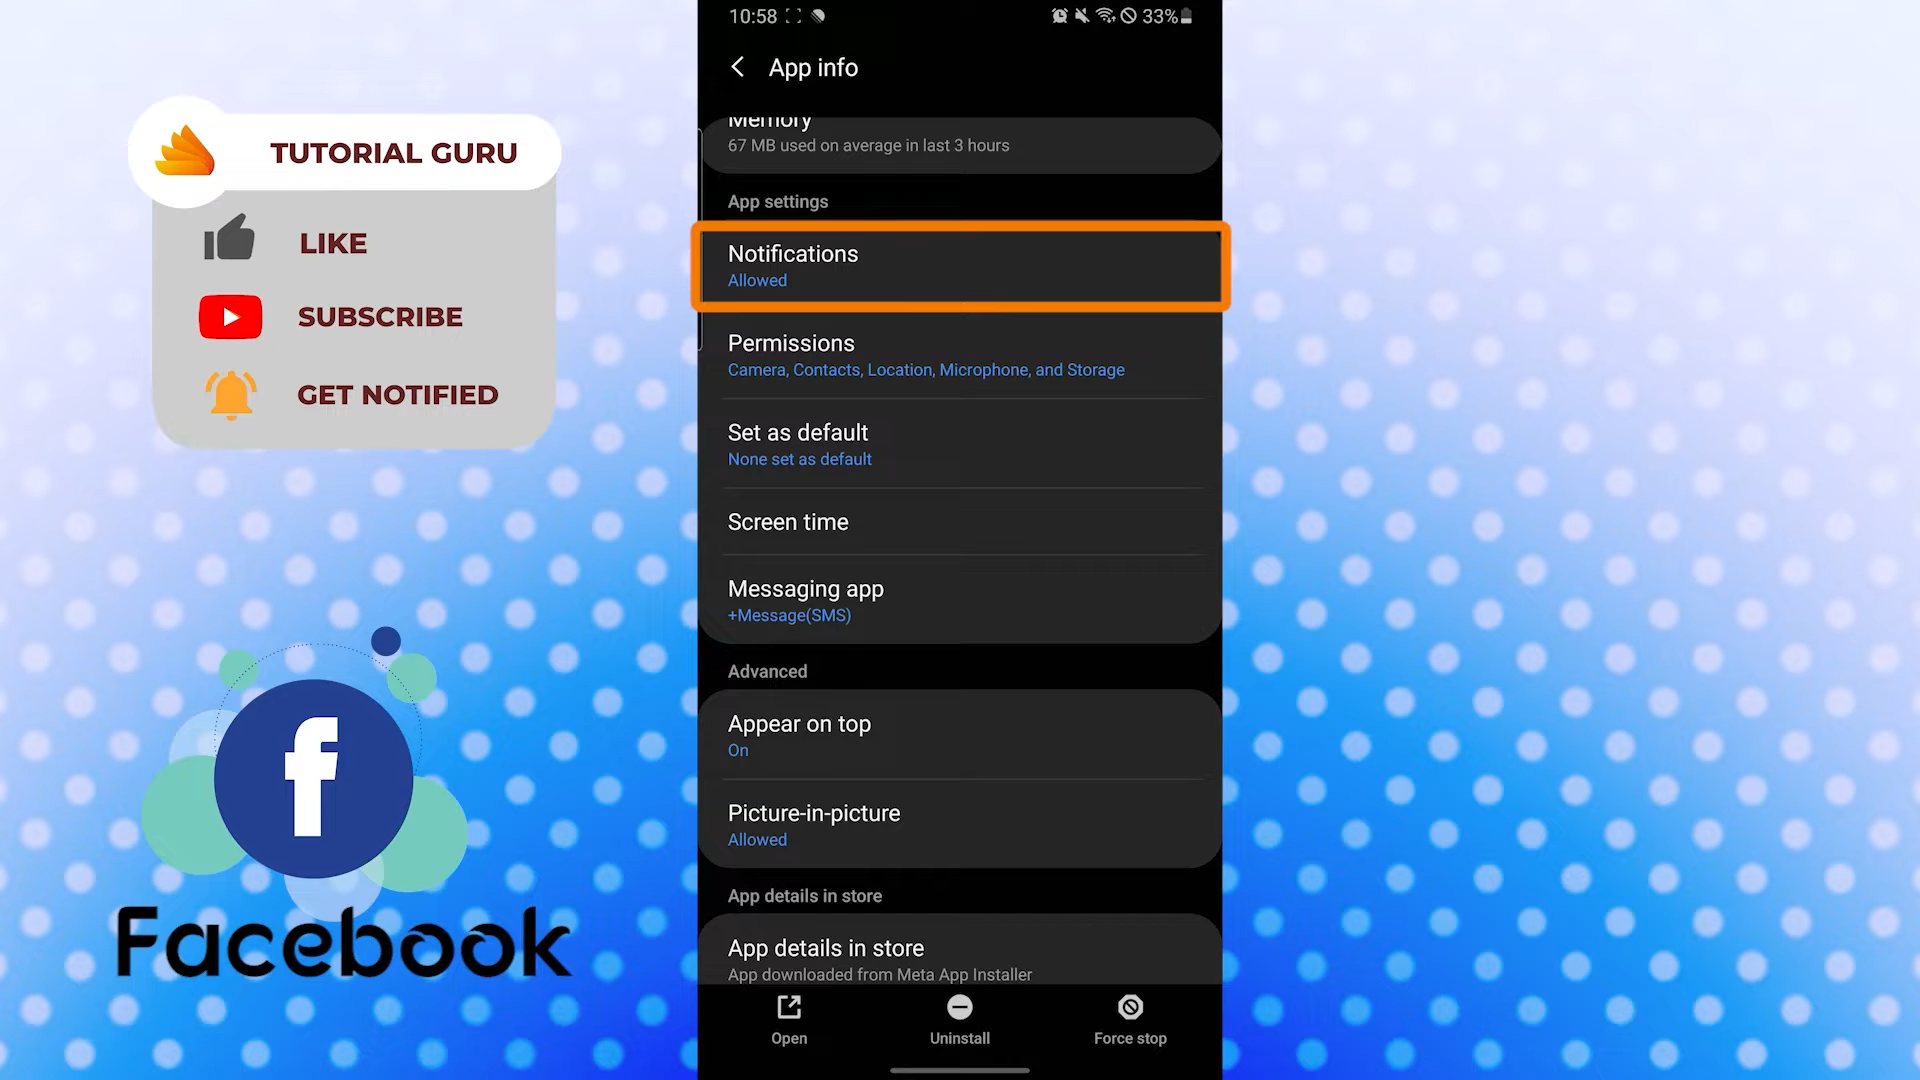 10:58
33%
App info
Memory
67 MB used on average in last 3 hours
App settings
Notifications
Allowed
Permissions
Camera, Contacts, Location, Microphone, and Storage
Set as default
None set as default
Screen time
Messaging app
+Message(SMS)
Advanced
Appear on top
On
Picture-in-picture
Allowed
App details in store
App details in store
App downloaded from Meta App Installer
Open
Uninstall
Force stop
TUTORIAL GURU
LIKE
SUBSCRIBE
GET NOTIFIED
f
Facebook